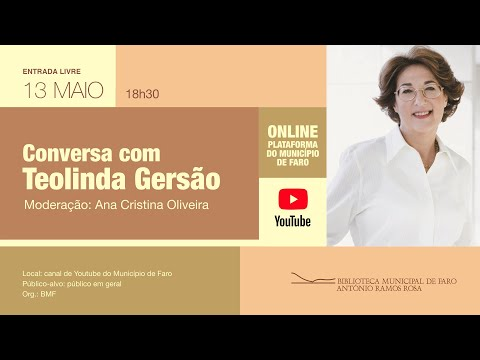 ENTRADA LIVRE
13 MAIO
18h30
Conversa com
Teolinda Gersão
Moderação: Ana Cristina Oliveira
ONLINE
PLATAFORMA
DO MUNICÍPIO
DE FARO
YouTube
Local: canal de Youtube do Município de Faro
Público-alvo: público em geral
Org.: BMF
BIBLIOTECA MUNICIPAL DE FARO
ANTÓNIO RAMOS ROSA